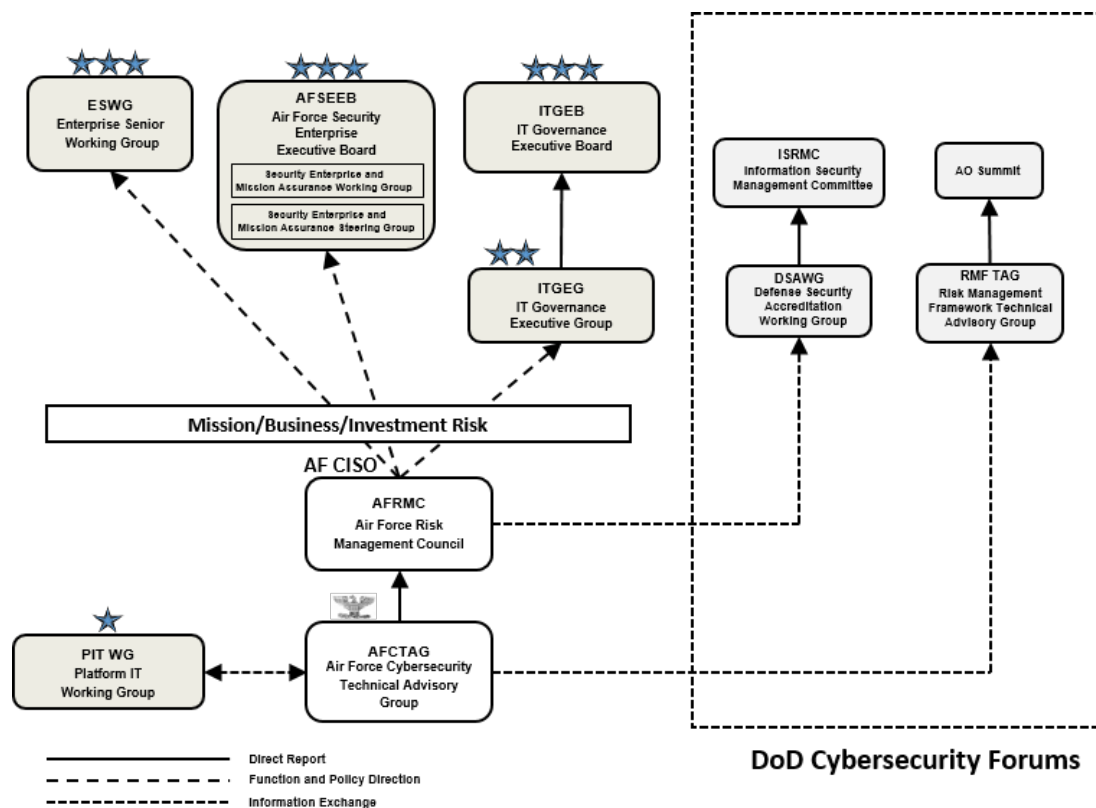 ESWG
Enterprise Senior
Working Group
AFSEEB
Air Force Security
Enterprise
Executive Board
Security Enterprise and
Mission Assurance Working Group
Security Enterprise and
Mission Assurance Steering Group
ITGEB
IT Governance
Executive Board
ITGEG
IT Governance
Executive Group
ISRMC
Information Security
Management Committee
AO Summit
DSAWG
Defense Security
Accreditation
Working Group
RMF TAG
Risk Management
Framework Technical
Advisory Group
Mission/Business/Investment Risk
AF CISO
AFRMC
Air Force Risk
Management Council
PIT WG
Platform IT
Working Group
AFCTAG
Air Force Cybersecurity
Technical Advisory
Group
Direct Report
Function and Policy Direction
Information Exchange
DoD Cybersecurity Forums